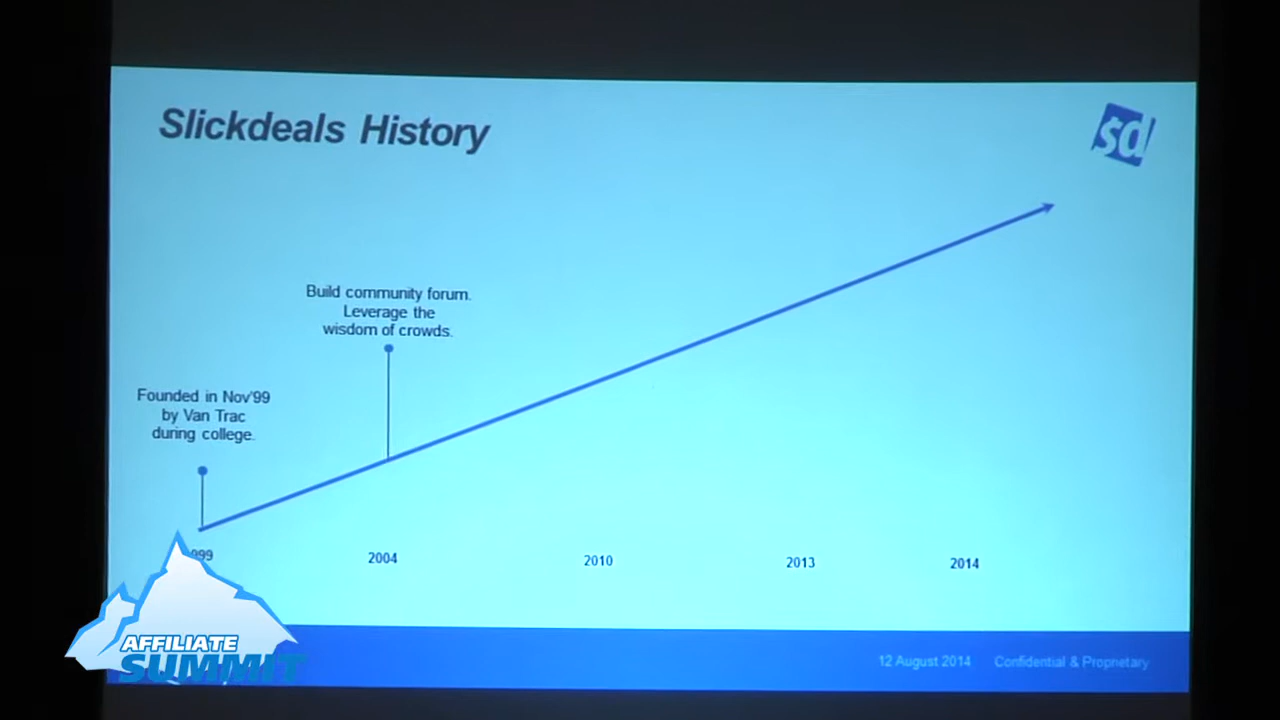 Slickdeals History
sd
Build community forum.
Leverage the
wisdom of crowds.
Founded in Nov'99
by Van Trac
during college.
999
2004
2010
2013
2014
AFFILIATE
SUMMIT
12 August 2014
Confidential & Proprietary